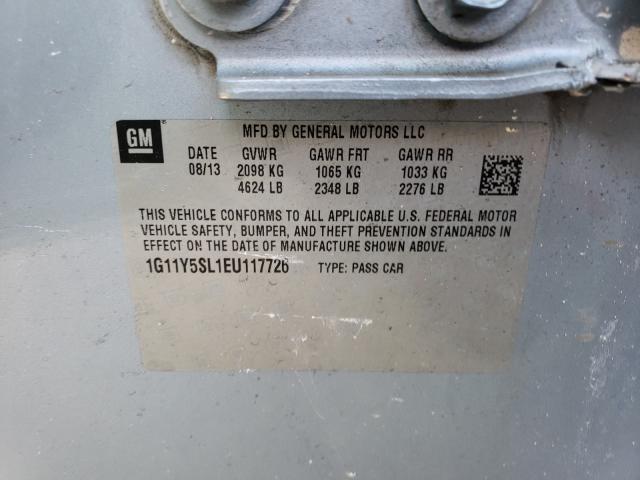 GM
MFD BY GENERAL MOTORS LLC
DATE GVWR GAWR FRT GAWR RR
08/13 2098 KG 1065 KG 1033 KG
4624 LB 2348 LB 2276 LB
THIS VEHICLE CONFORMS TO ALL APPLICABLE U.S. FEDERAL MOTOR
VEHICLE SAFETY, BUMPER, AND THEFT PREVENTION STANDARDS IN
EFFECT ON THE DATE OF MANUFACTURE SHOWN ABOVE.
1G11Y5SL1EU117726 TYPE: PASS CAR